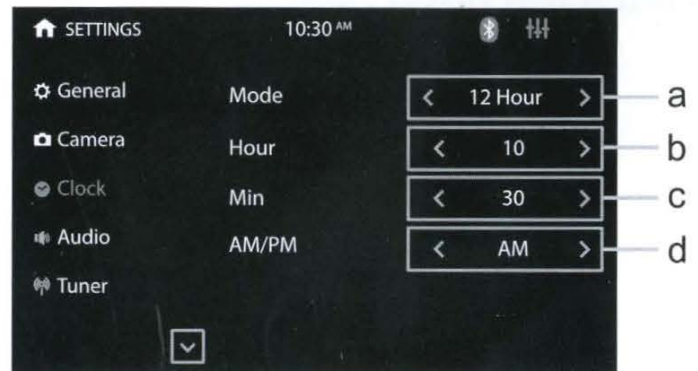 SETTINGS 10:30 AM
General Mode 12 Hour a
Camera Hour 10 b
Clock Min 30 c
Audio AM/PM AM d
Tuner